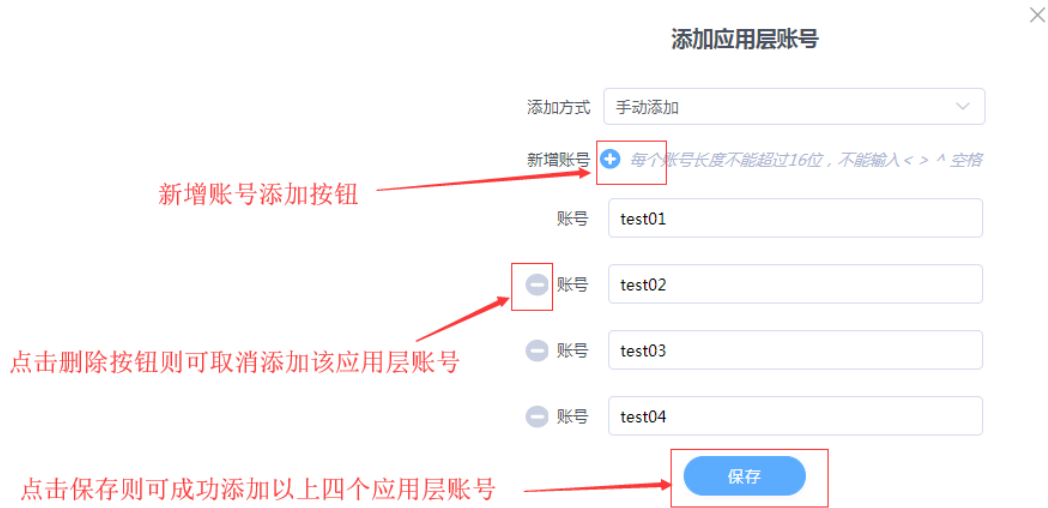 添加应用层账号
添加方式 手动添加
新增账号 每个账号长度不能超过16位，不能输入 < > ^ 空格
新增账号添加按钮
账号 test01
账号 test02
账号 test03
点击删除按钮则可取消添加该应用层账号
账号 test04
保存
点击保存则可成功添加以上四个应用层账号